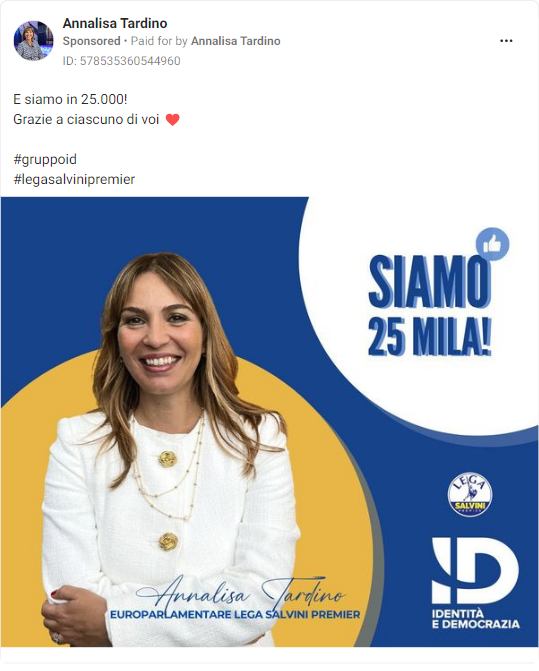 Annalisa Tardino
Sponsored • Paid for by Annalisa Tardino
ID: 578535360544960
E siamo in 25.000!
Grazie a ciascuno di voi ❤️
#gruppoid
#legasalvinipremier
SIAMO
25 MILA!
LEGA
SALVINI
PREMIER
ID
IDENTITÀ
E DEMOCRAZIA
Annalisa Tardino
EUROPARLAMENTARE LEGA SALVINI PREMIER